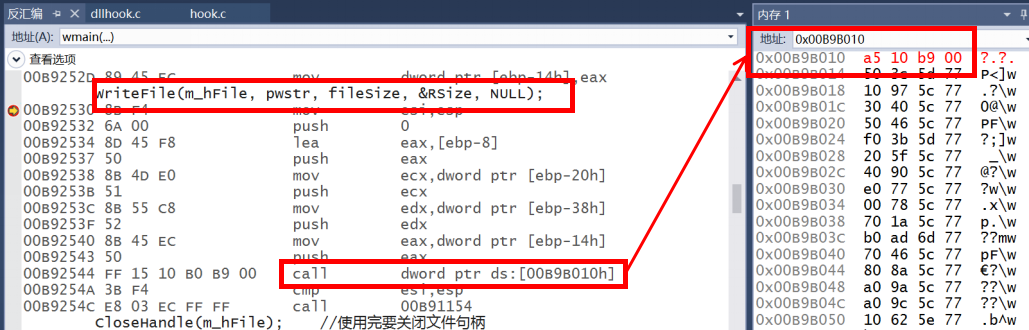 反汇编 dllhook.c hook.c
地址(A): wmain(...)
查看选项
00B9252D 89 45 EC mov dword ptr [ebp-14h],eax
WriteFile(m_hFile, pwstr, fileSize, &RSize, NULL);
00B92530 8B F4 mov esi,esp
00B92532 6A 00 push 0
00B92534 8D 45 F8 lea eax,[ebp-8]
00B92537 50 push eax
00B92538 8B 4D E0 mov ecx,dword ptr [ebp-20h]
00B9253B 51 push ecx
00B9253C 8B 55 C8 mov edx,dword ptr [ebp-38h]
00B9253F 52 push edx
00B92540 8B 45 EC mov eax,dword ptr [ebp-14h]
00B92543 50 push eax
00B92544 FF 15 10 B0 B9 00 call dword ptr ds:[00B9B010h]
00B9254A 3B F4 cmp esi,esp
00B9254C E8 03 EC FF FF call 00B91154
CloseHandle(m_hFile); //使用完要关闭文件句柄
内存 1
地址: 0x00B9B010
0x00B9B010 a5 10 b9 00 ?.?.
0x00B9B014 50 3c 5d 77 P<]w
0x00B9B018 10 97 5c 77 .?\w
0x00B9B01C 30 40 5c 77 0@\w
0x00B9B020 50 46 5c 77 PF\w
0x00B9B024 f0 3b 5d 77 ?;]w
0x00B9B028 20 5f 5c 77 _\w
0x00B9B02C 40 90 5c 77 @?\w
0x00B9B030 e0 77 5c 77 ?w\w
0x00B9B034 00 78 5c 77 .x\w
0x00B9B038 70 1a 5c 77 p.\w
0x00B9B03C b0 ad 6d 77 ??mw
0x00B9B040 70 46 5c 77 pF\w
0x00B9B044 80 8a 5c 77 €?\w
0x00B9B048 a0 9a 5c 77 ??\w
0x00B9B04C a0 9c 5c 77 ??\w
0x00B9B050 10 62 5e 77 .b^w